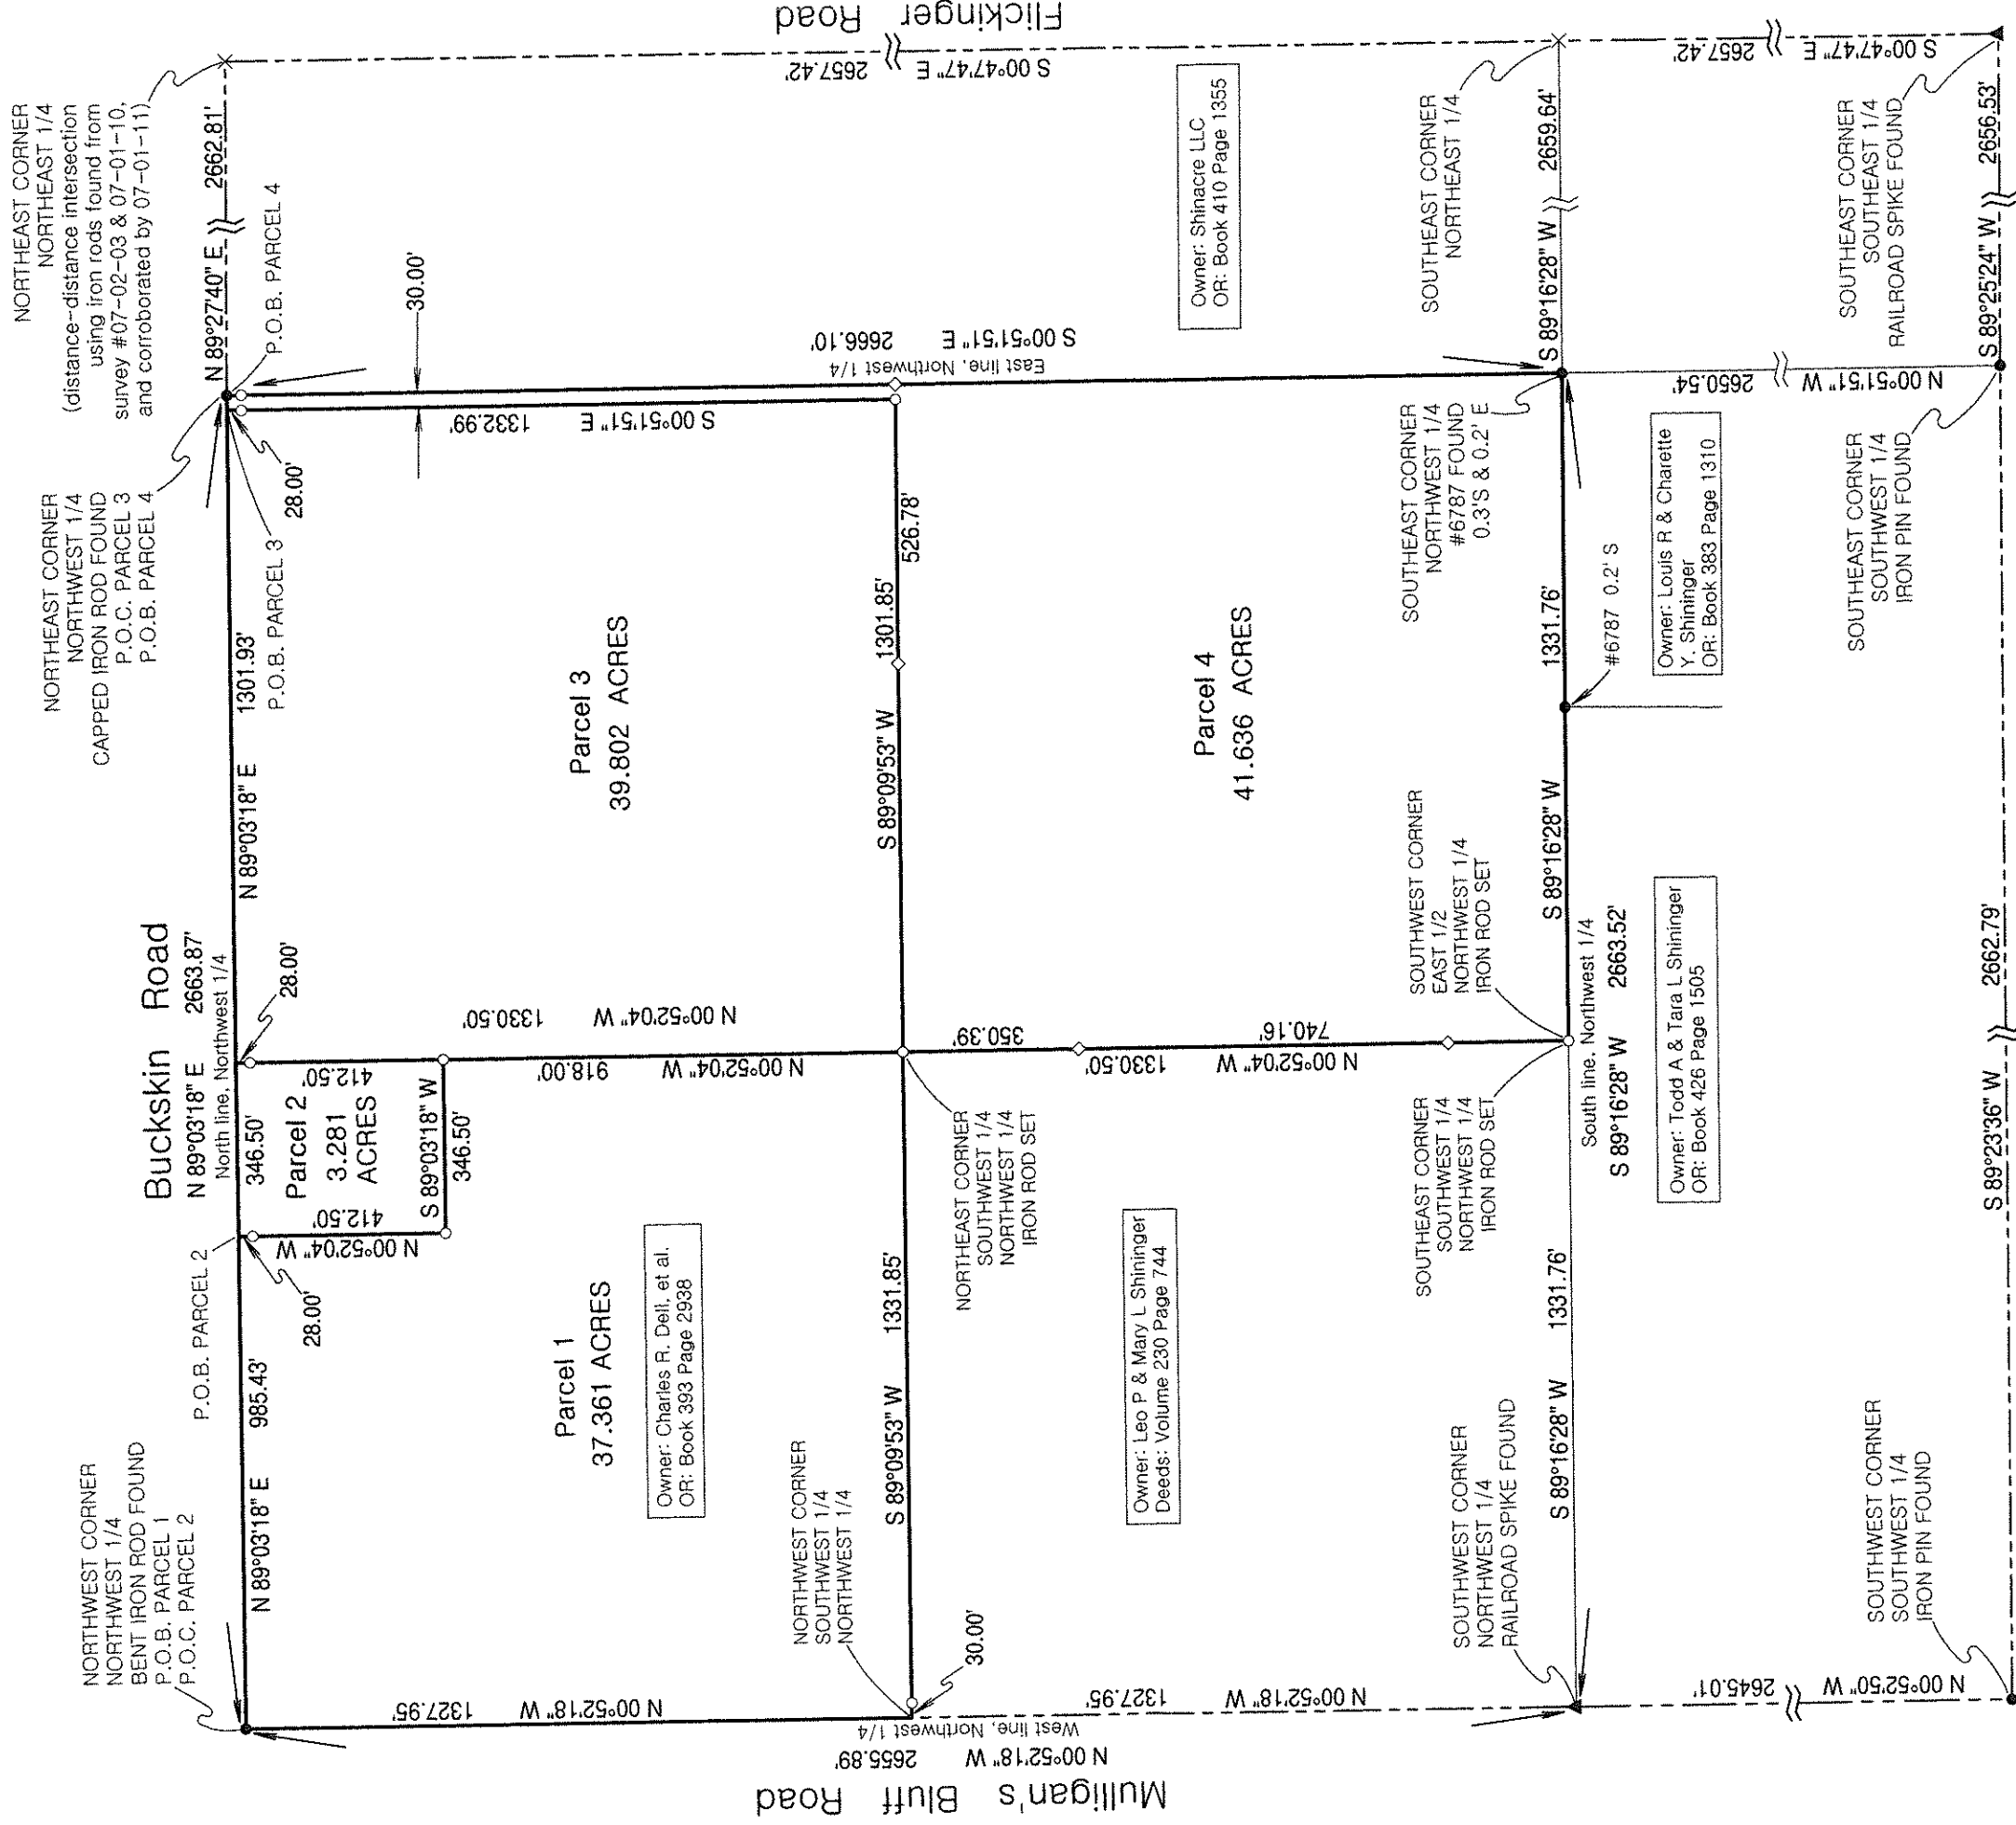 NORTHEAST CORNER
NORTHEAST 1/4
(distance-distance intersection
using iron rods found from
survey #07-02-03 & 07-01-10,
and corroborated by 07-01-11)
NORTHWEST CORNER
NORTHWEST 1/4
BENT IRON ROD FOUND
P.O.B. PARCEL 1
P.O.C. PARCEL 2
P.O.B. PARCEL 2
Buckskin Road
N 89°03'18" E 2663.87'
North line, Northwest 1/4
NORTHEAST CORNER
NORTHWEST 1/4
CAPPED IRON ROD FOUND
P.O.C. PARCEL 3
P.O.B. PARCEL 4
N 89°03'18" E 985.43'
346.50'
N 89°03'18" E 1301.93'
N 89°27'40" E 2662.81'
P.O.B. PARCEL 3
P.O.B. PARCEL 4
28.00'
28.00'
28.00'
30.00'
Flickinger Road
S 00°47'47" E 2657.42'
Parcel 2
3.281
ACRES
412.50'
N 00°52'04" W
412.50'
S 89°03'18" W
346.50'
N 00°52'04" W 1330.50'
N 00°52'04" W 918.00'
S 00°51'51" E 1332.99'
S 00°51'51" E 2666.10'
East line, Northwest 1/4
Parcel 1
37.361 ACRES
Owner: Charles R. Dell, et al.
OR: Book 393 Page 2938
Parcel 3
39.802 ACRES
Owner: Shinacre LLC
OR: Book 410 Page 1355
Mulligan's Bluff Road
N 00°52'18" W 2655.89'
West line, Northwest 1/4
N 00°52'18" W 1327.95'
NORTHWEST CORNER
SOUTHWEST 1/4
NORTHWEST 1/4
30.00'
S 89°09'53" W 1331.85'
S 89°09'53" W 1301.85'
526.78'
NORTHEAST CORNER
SOUTHWEST 1/4
NORTHWEST 1/4
IRON ROD SET
350.39'
N 00°52'04" W 1330.50'
740.16'
Owner: Leo P & Mary L Shininger
Deeds: Volume 230 Page 744
Parcel 4
41.636 ACRES
N 00°52'18" W 1327.95'
SOUTHWEST CORNER
NORTHWEST 1/4
RAILROAD SPIKE FOUND
SOUTHEAST CORNER
SOUTHWEST 1/4
NORTHWEST 1/4
IRON ROD SET
SOUTHWEST CORNER
EAST 1/2
NORTHWEST 1/4
IRON ROD SET
SOUTHEAST CORNER
NORTHWEST 1/4
#6787 FOUND
0.3'S & 0.2' E
SOUTHEAST CORNER
NORTHEAST 1/4
S 89°16'28" W 1331.76'
S 89°16'28" W 1331.76'
S 89°16'28" W 2659.64'
South line, Northwest 1/4
S 89°16'28" W 2663.52'
#6787 0.2' S
Owner: Todd A & Tara L Shininger
OR: Book 426 Page 1505
Owner: Louis R & Charette
Y. Shininger
OR: Book 383 Page 1310
N 00°51'51" W 2650.54'
S 00°47'47" E 2657.42'
N 00°52'50" W 2645.01'
SOUTHWEST CORNER
SOUTHWEST 1/4
IRON PIN FOUND
SOUTHEAST CORNER
SOUTHWEST 1/4
IRON PIN FOUND
SOUTHEAST CORNER
SOUTHEAST 1/4
RAILROAD SPIKE FOUND
S 89°23'36" W 2662.79'
S 89°25'24" W 2656.53'